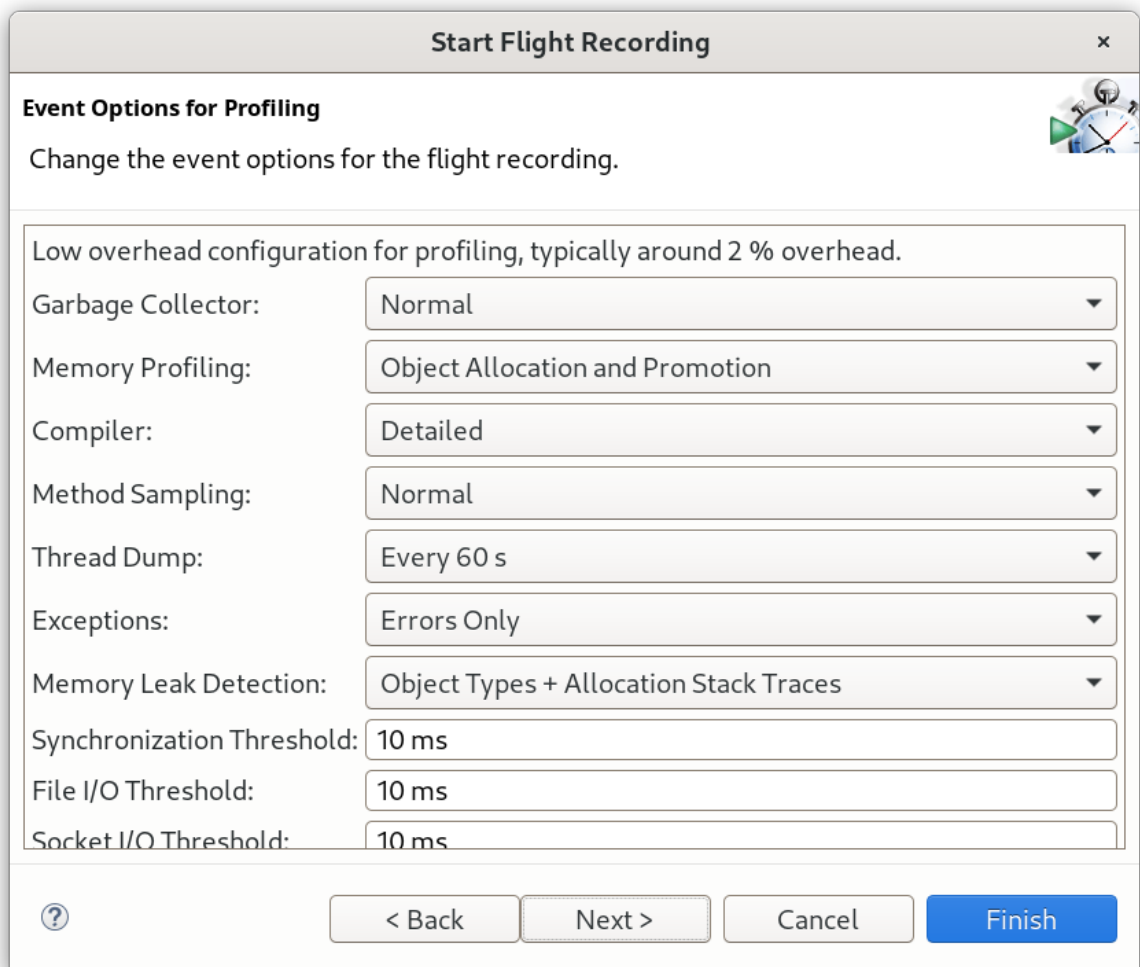 Start Flight Recording ×
Event Options for Profiling
Change the event options for the flight recording.
Low overhead configuration for profiling, typically around 2 % overhead.
Garbage Collector: Normal
Memory Profiling: Object Allocation and Promotion
Compiler: Detailed
Method Sampling: Normal
Thread Dump: Every 60 s
Exceptions: Errors Only
Memory Leak Detection: Object Types + Allocation Stack Traces
Synchronization Threshold: 10 ms
File I/O Threshold: 10 ms
Socket I/O Threshold: 10 ms
? < Back Next > Cancel Finish